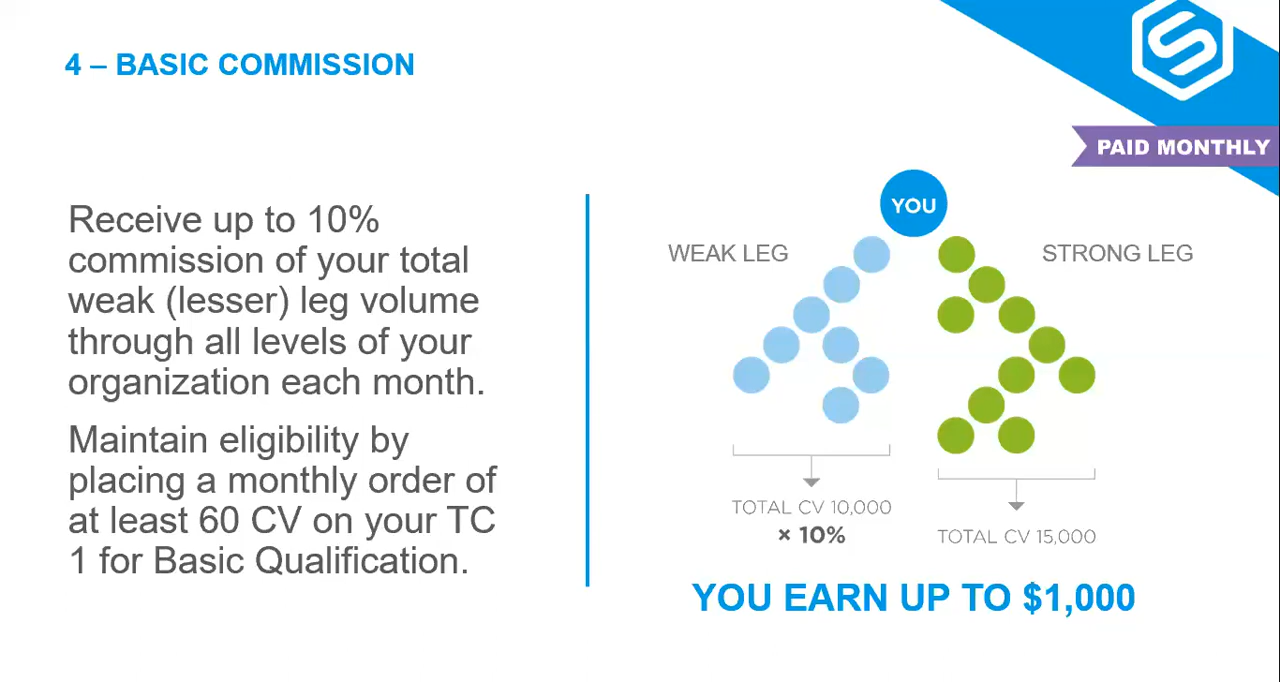 4 – BASIC COMMISSION
PAID MONTHLY
Receive up to 10%
commission of your total
weak (lesser) leg volume
through all levels of your
organization each month.
Maintain eligibility by
placing a monthly order of
at least 60 CV on your TC
1 for Basic Qualification.
YOU
WEAK LEG
STRONG LEG
TOTAL CV 10,000
× 10%
TOTAL CV 15,000
YOU EARN UP TO $1,000